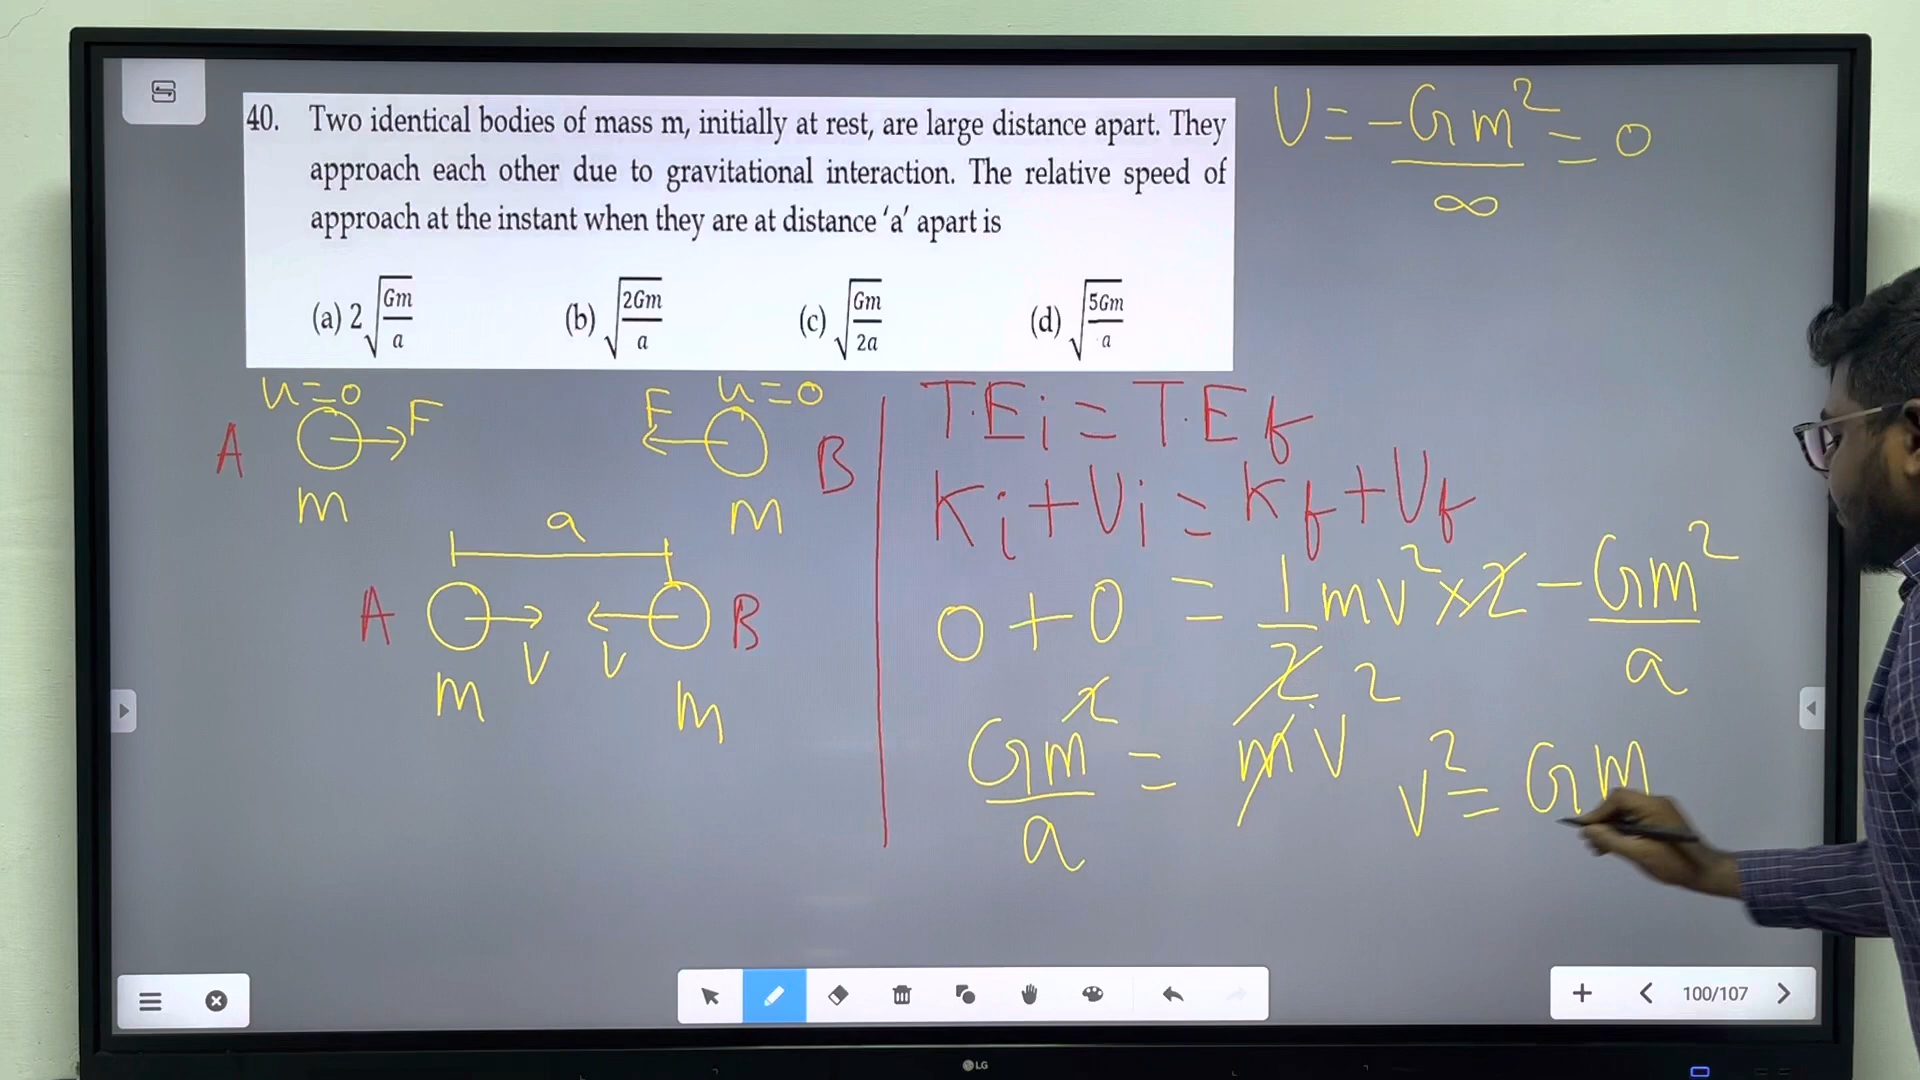 40. Two identical bodies of mass m, initially at rest, are large distance apart. They
approach each other due to gravitational interaction. The relative speed of
approach at the instant when they are at distance 'a' apart is
(a) 2√(Gm/a) (b) √(2Gm/a) (c) √(Gm/2a) (d) √(5Gm/a)
U = -Gm²/∞ = 0
u=0 u=0
A F F B
m m
a
A B
v v
m m
T.Ei = T.Ef
Ki + Ui = Kf + Uf
0 + 0 = 1/2 mv² × 2 - Gm²/a
Gm²/a = mv²
v² = Gm
100/107
LG